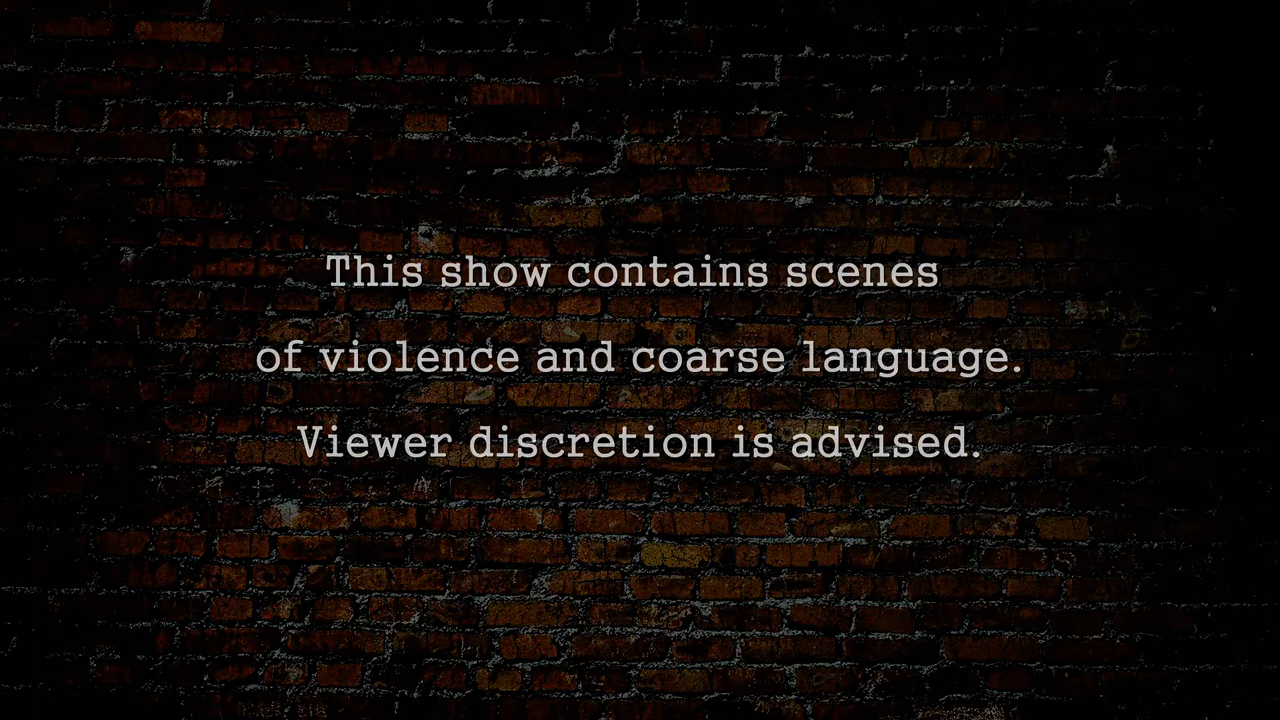 This show contains scenes
of violence and coarse language.
Viewer discretion is advised.